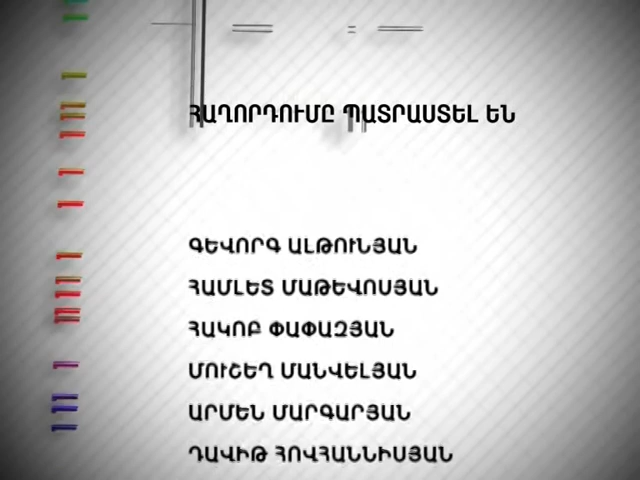 ՀԱՂՈՐԴՈՒՄԸ ՊԱՏՐԱՍՏԵԼ ԵՆ
ԳԵՎՈՐԳ ԱԼԹՈՒՆՅԱՆ
ՀԱՄԼԵՏ ՄԱԹԵՎՈՍՅԱՆ
ՀԱԿՈԲ ՓԱՓԱԶՅԱՆ
ՄՈՒՇԵՂ ՄԱՆՎԵԼՅԱՆ
ԱՐՄԵՆ ՄԱՐԳԱՐՅԱՆ
ԴԱՎԻԹ ՀՈՎՀԱՆՆԻՍՅԱՆ